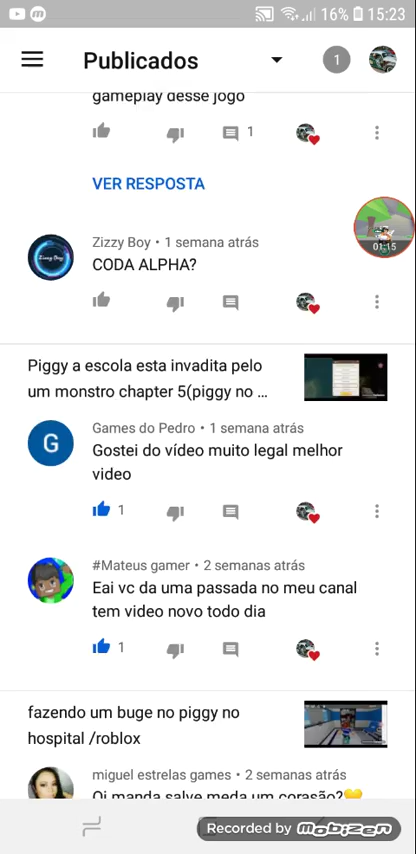 16% 15:23
Publicados
1
gameplay desse jogo
1
VER RESPOSTA
Zizzy Boy • 1 semana atrás
CODA ALPHA?
01:15
Piggy a escola esta invadita pelo
um monstro chapter 5(piggy no ...
Games do Pedro • 1 semana atrás
G
Gostei do vídeo muito legal melhor
video
1
#Mateus gamer • 2 semanas atrás
Eai vc da uma passada no meu canal
tem video novo todo dia
1
fazendo um buge no piggy no
hospital /roblox
miguel estrelas games • 2 semanas atrás
Oi manda salve meda um corasão?💛
Recorded by MOBIZEN